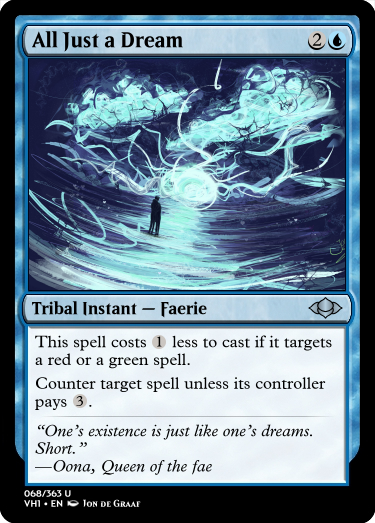 All Just a Dream 2
Tribal Instant — Faerie
This spell costs 1 less to cast if it targets
a red or a green spell.
Counter target spell unless its controller
pays 3.
“One’s existence is just like one’s dreams.
Short.”
—Oona, Queen of the fae
068/363 U
VH1 • EN Jon de Graaf